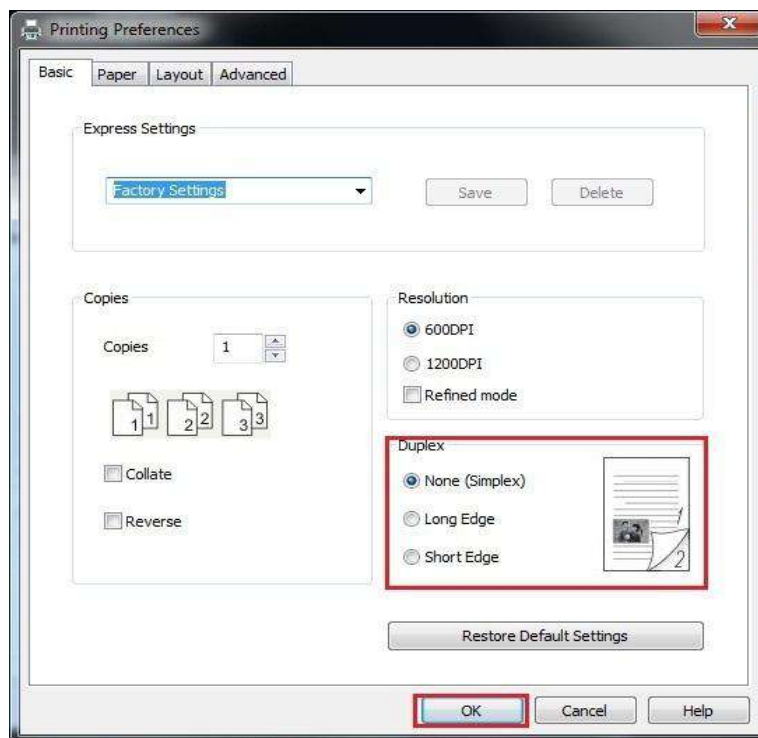 Printing Preferences
Basic Paper Layout Advanced
Express Settings
Factory Settings Save Delete
Copies
Copies 1
1 1 2 2 3 3
Collate
Reverse
Resolution
600DPI
1200DPI
Refined mode
Duplex
None (Simplex)
Long Edge
Short Edge
1
2
Restore Default Settings
OK Cancel Help